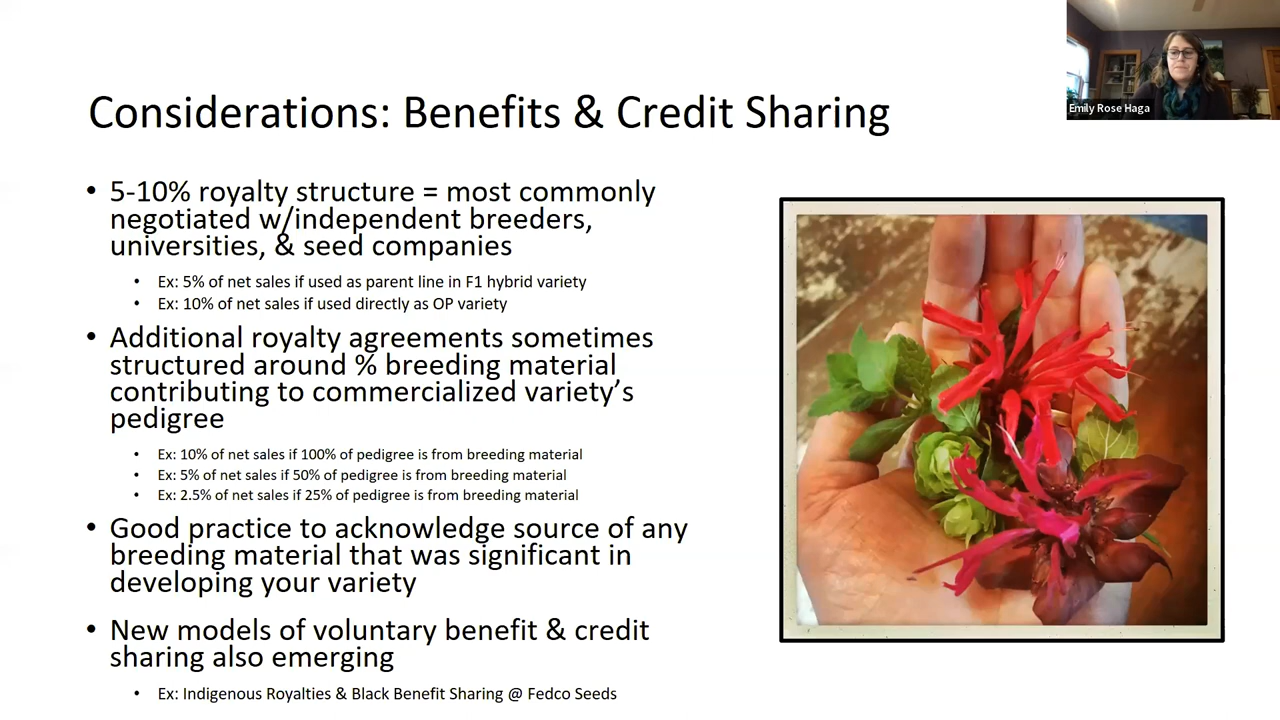 Emily Rose Haga
Considerations: Benefits & Credit Sharing
• 5-10% royalty structure = most commonly
negotiated w/independent breeders,
universities, & seed companies
• Ex: 5% of net sales if used as parent line in F1 hybrid variety
• Ex: 10% of net sales if used directly as OP variety
• Additional royalty agreements sometimes
structured around % breeding material
contributing to commercialized variety’s
pedigree
• Ex: 10% of net sales if 100% of pedigree is from breeding material
• Ex: 5% of net sales if 50% of pedigree is from breeding material
• Ex: 2.5% of net sales if 25% of pedigree is from breeding material
• Good practice to acknowledge source of any
breeding material that was significant in
developing your variety
• New models of voluntary benefit & credit
sharing also emerging
• Ex: Indigenous Royalties & Black Benefit Sharing @ Fedco Seeds